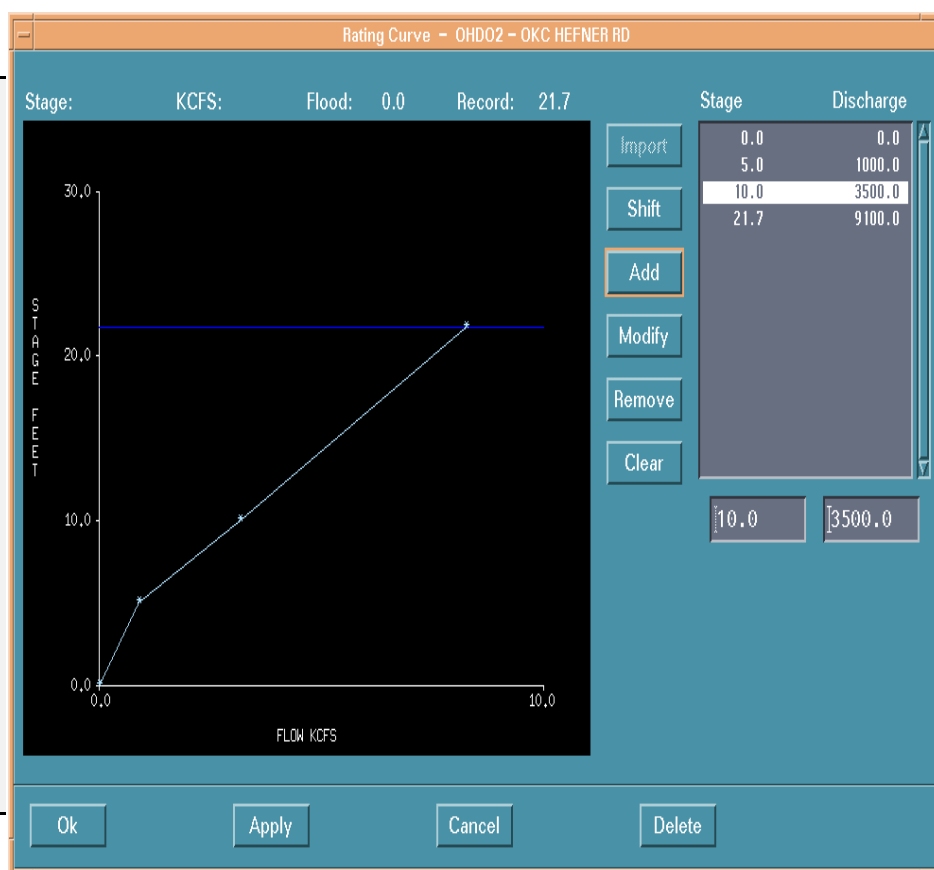 Rating Curve - OHDO2 - OKC HEFNER RD
Stage: KCFS: Flood: 0.0 Record: 21.7
Stage Discharge
0.0 0.0
5.0 1000.0
10.0 3500.0
21.7 9100.0
Import
Shift
Add
Modify
Remove
Clear
10.0 3500.0
STAGE FEET
30.0
20.0
10.0
0.0
0.0 10.0
FLOW KCFS
Ok Apply Cancel Delete